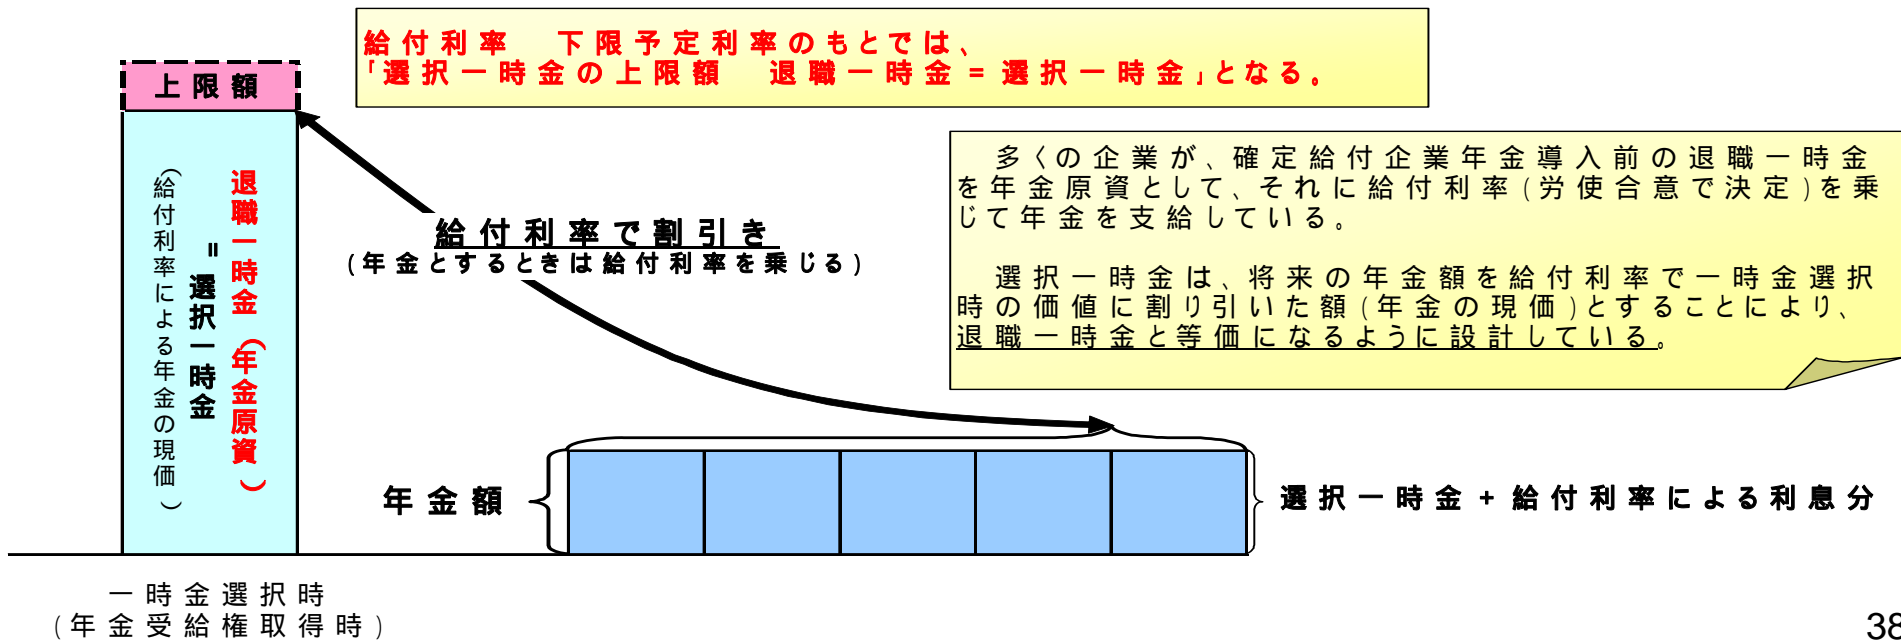 給付利率　下限予定利率のもとでは、
「選択一時金の上限額　退職一時金=選択一時金」となる。
上限額
多くの企業が、確定給付企業年金導入前の退職一時金
を年金原資として、それに給付利率(労使合意で決定)を乗
じて年金を支給している。
選択一時金は、将来の年金額を給付利率で一時金選択
時の価値に割り引いた額(年金の現価)とすることにより、
退職一時金と等価になるように設計している。
退職一時金(年金原資)
=選択一時金
(給付利率による年金の現価)
給付利率で割引き
(年金とするときは給付利率を乗じる)
年金額
選択一時金+給付利率による利息分
一時金選択時
(年金受給権取得時)
38